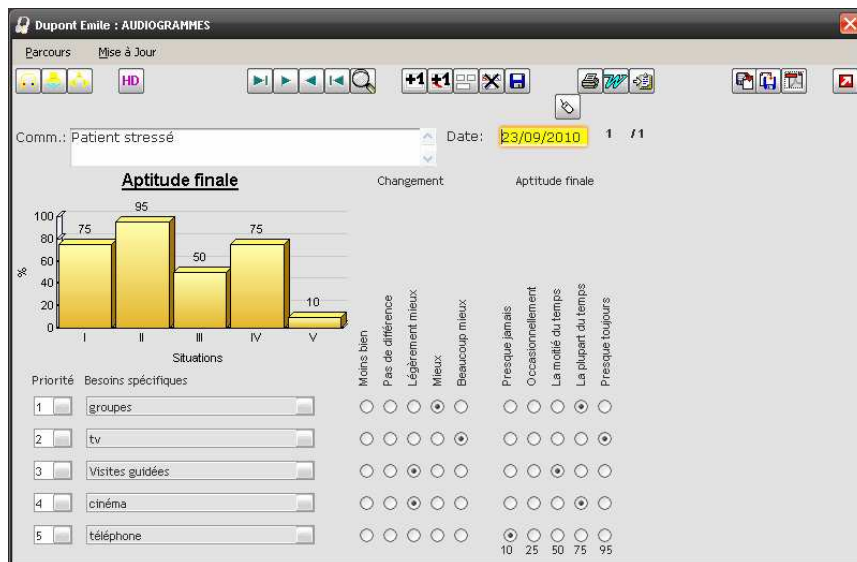 Dupont Emile : AUDIOGRAMMES
Parcours Mise à Jour
HD +1 +1
Comm.: Patient stressé Date: 23/09/2010 1 /1
Aptitude finale Changement Aptitude finale
100
80
60
40
20
0
%
75 95 50 75 10
I II III IV V
Situations
Moins bien
Pas de différence
Légèrement mieux
Mieux
Beaucoup mieux
Presque jamais
Occasionnellement
La moitié du temps
La plupart du temps
Presque toujours
Priorité Besoins spécifiques
1 groupes
2 tv
3 Visites guidées
4 cinéma
5 téléphone
10 25 50 75 95